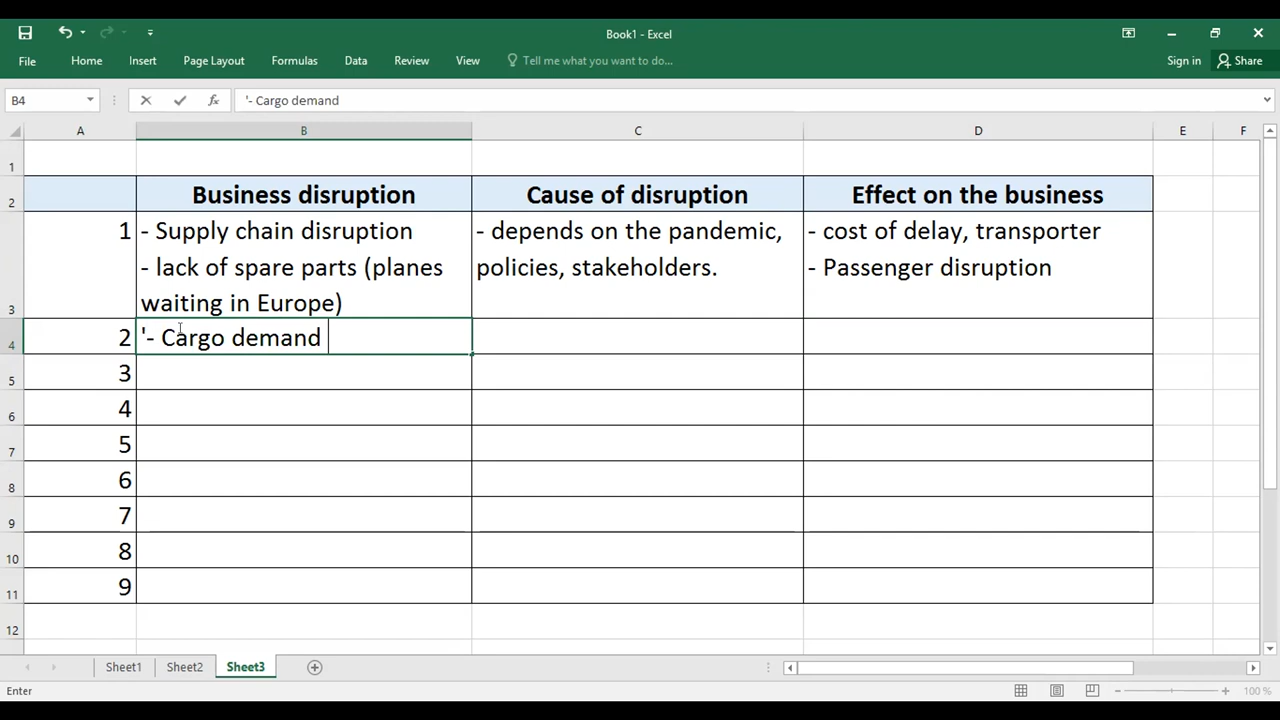 Book1 - Excel
File Home Insert Page Layout Formulas Data Review View Tell me what you want to do... Sign in Share
B4 fx '- Cargo demand
A B C D E F
1
2 Business disruption Cause of disruption Effect on the business
3 1 - Supply chain disruption - depends on the pandemic, - cost of delay, transporter
- lack of spare parts (planes policies, stakeholders. - Passenger disruption
waiting in Europe)
4 2 '- Cargo demand
5 3
6 4
7 5
8 6
9 7
10 8
11 9
12
Sheet1 Sheet2 Sheet3
Enter 100 %